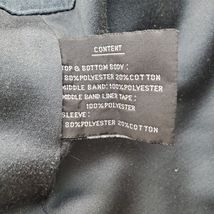 CONTENT
TOP & BOTTOM BODY :
80%POLYESTER 20%COTTON
MIDDLE BAND: 100%POLYESTER
MIDDLE BAND LINER TAPE :
100%POLYESTER
SLEEVE :
80%POLYESTER 20%COTTON